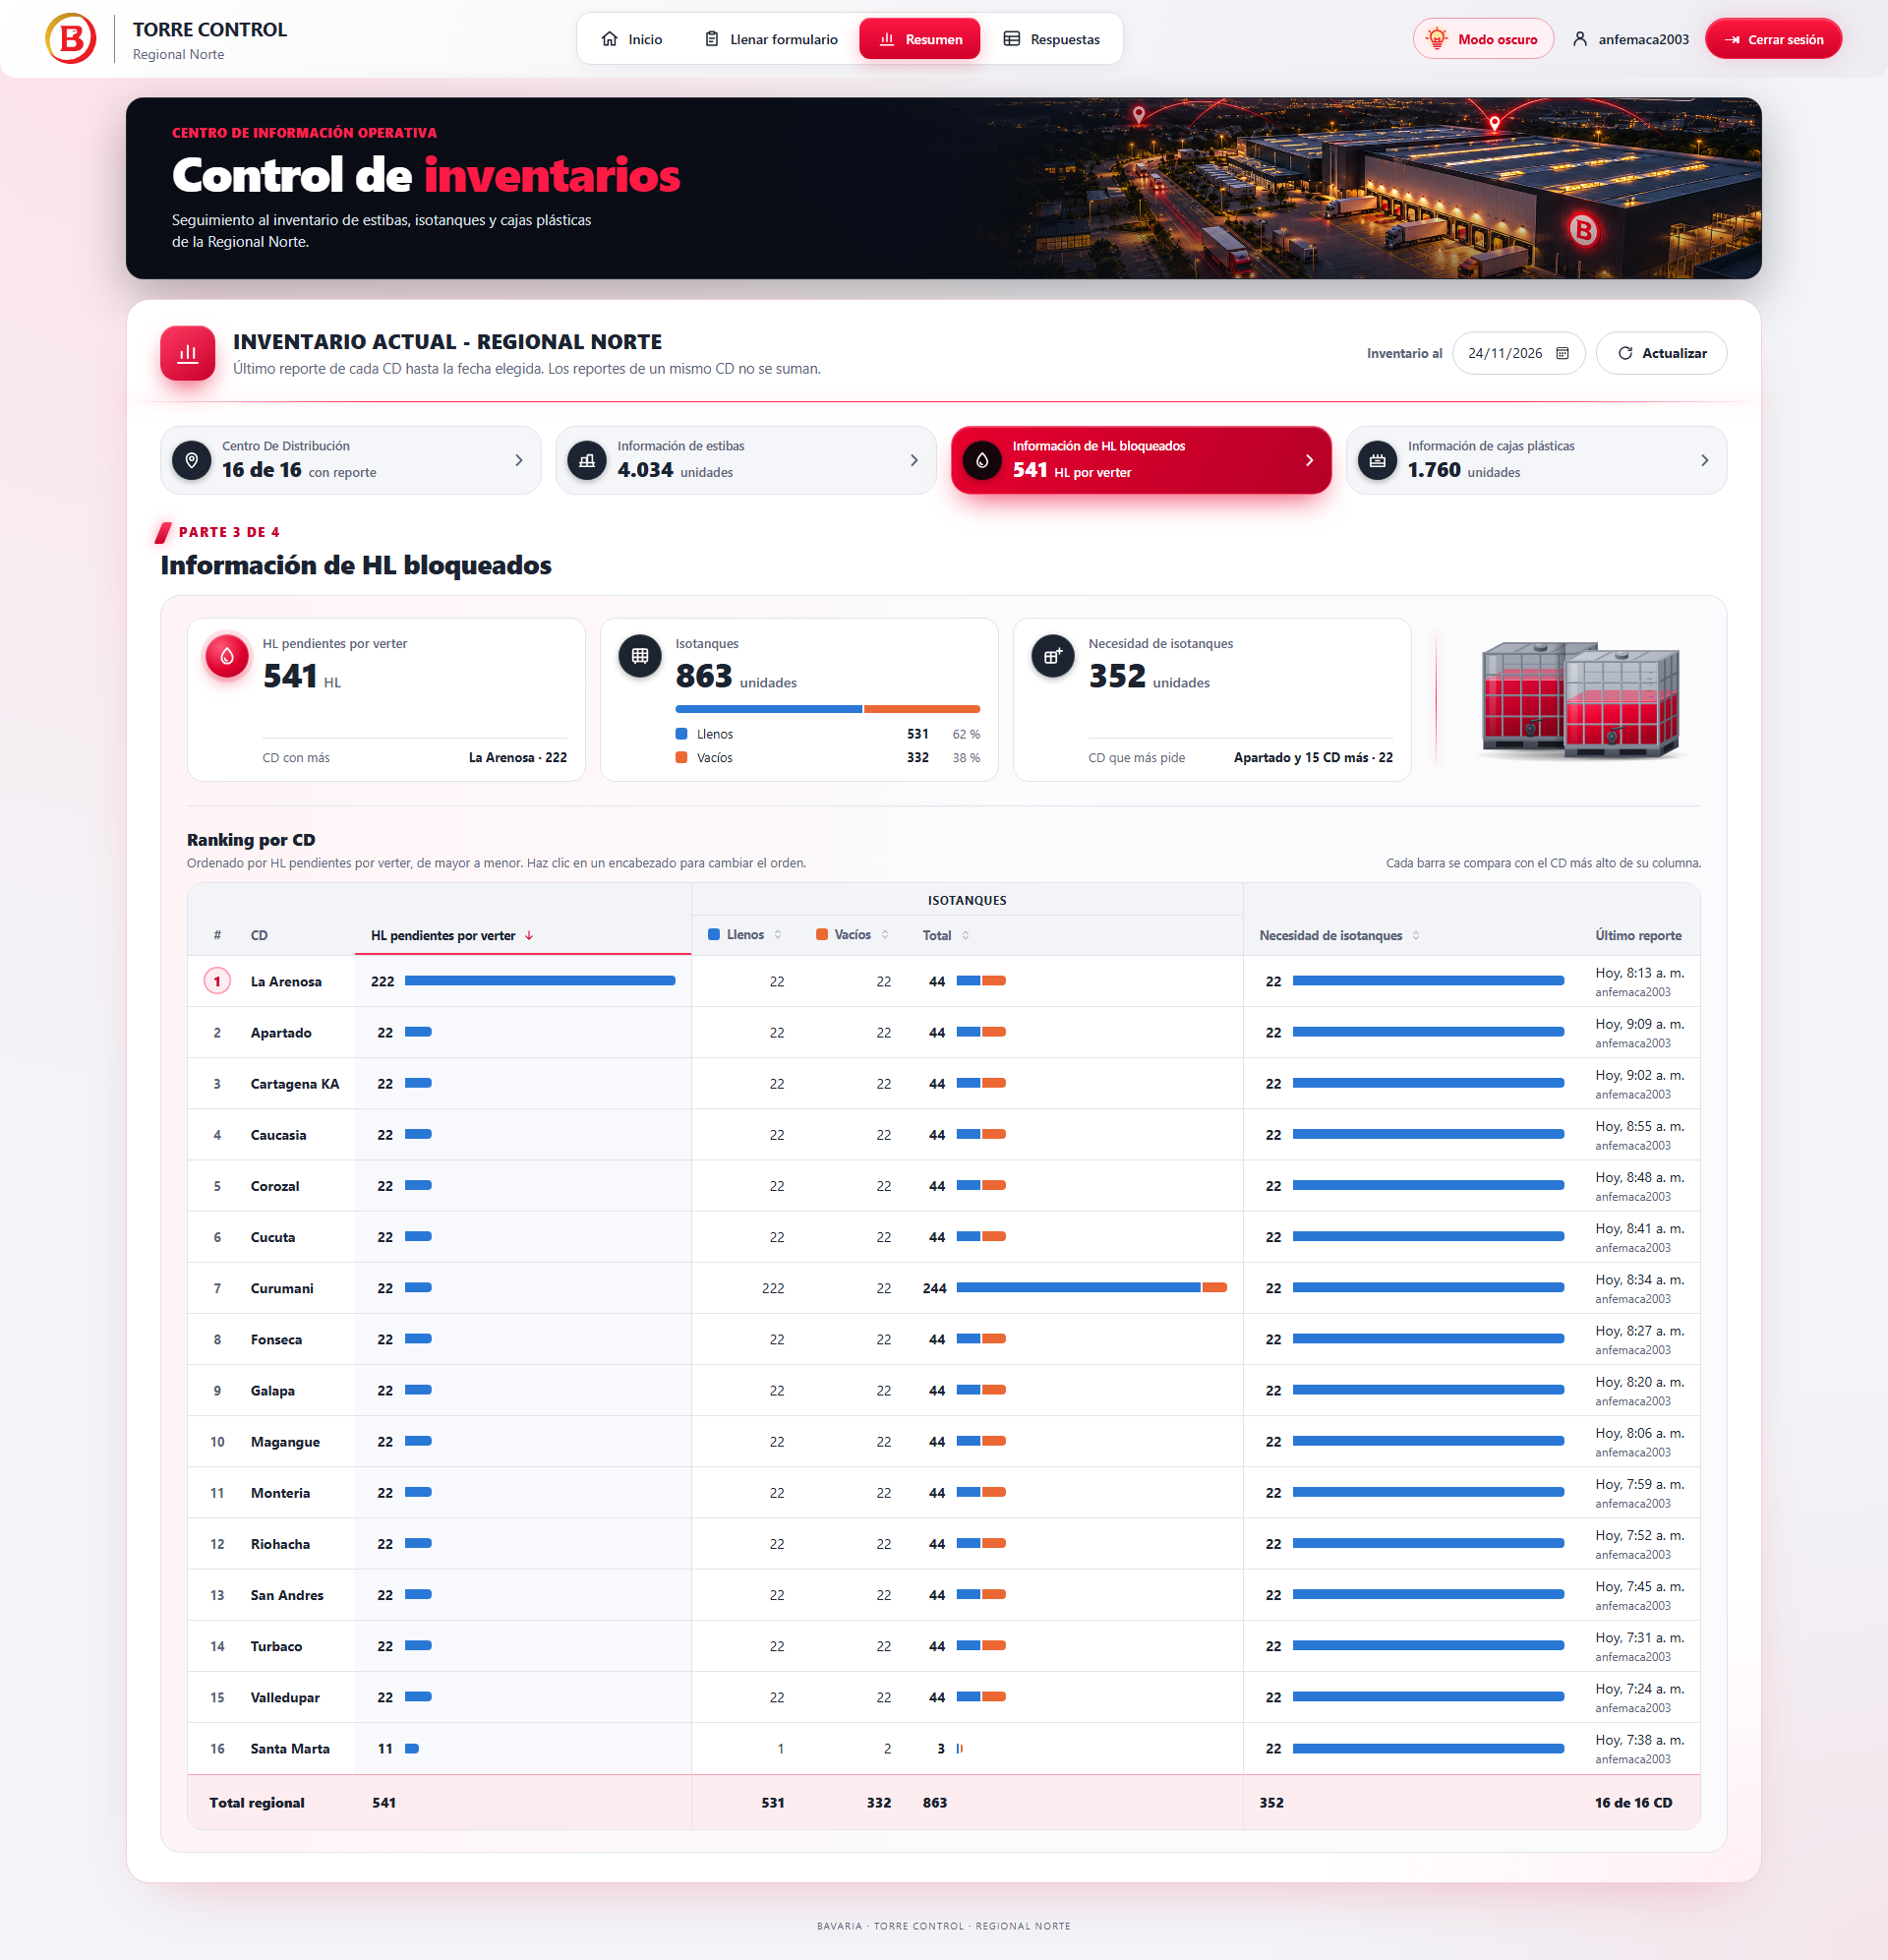 B
TORRE CONTROL
Regional Norte
Inicio
Llenar formulario
Resumen
Respuestas
Modo oscuro
anfemaca2003
Cerrar sesión
CENTRO DE INFORMACIÓN OPERATIVA
Control de inventarios
Seguimiento al inventario de estibas, isotanques y cajas plásticas
de la Regional Norte.
B
INVENTARIO ACTUAL - REGIONAL NORTE
Último reporte de cada CD hasta la fecha elegida. Los reportes de un mismo CD no se suman.
Inventario al 24/11/2026
Actualizar
Centro De Distribución
16 de 16 con reporte
Información de estibas
4.034 unidades
Información de HL bloqueados
541 HL por verter
Información de cajas plásticas
1.760 unidades
PARTE 3 DE 4
Información de HL bloqueados
HL pendientes por verter
541 HL
CD con más La Arenosa · 222
Isotanques
863 unidades
Llenos 531 62 %
Vacíos 332 38 %
Necesidad de isotanques
352 unidades
CD que más pide Apartado y 15 CD más · 22
Ranking por CD
Ordenado por HL pendientes por verter, de mayor a menor. Haz clic en un encabezado para cambiar el orden.
Cada barra se compara con el CD más alto de su columna.
ISOTANQUES
# CD HL pendientes por verter ↓ Llenos Vacíos Total Necesidad de isotanques Último reporte
1 La Arenosa 222 22 22 44 22 Hoy, 8:13 a. m.
anfemaca2003
2 Apartado 22 22 22 44 22 Hoy, 9:09 a. m.
anfemaca2003
3 Cartagena KA 22 22 22 44 22 Hoy, 9:02 a. m.
anfemaca2003
4 Caucasia 22 22 22 44 22 Hoy, 8:55 a. m.
anfemaca2003
5 Corozal 22 22 22 44 22 Hoy, 8:48 a. m.
anfemaca2003
6 Cucuta 22 22 22 44 22 Hoy, 8:41 a. m.
anfemaca2003
7 Curumani 22 222 22 244 22 Hoy, 8:34 a. m.
anfemaca2003
8 Fonseca 22 22 22 44 22 Hoy, 8:27 a. m.
anfemaca2003
9 Galapa 22 22 22 44 22 Hoy, 8:20 a. m.
anfemaca2003
10 Magangue 22 22 22 44 22 Hoy, 8:06 a. m.
anfemaca2003
11 Monteria 22 22 22 44 22 Hoy, 7:59 a. m.
anfemaca2003
12 Riohacha 22 22 22 44 22 Hoy, 7:52 a. m.
anfemaca2003
13 San Andres 22 22 22 44 22 Hoy, 7:45 a. m.
anfemaca2003
14 Turbaco 22 22 22 44 22 Hoy, 7:31 a. m.
anfemaca2003
15 Valledupar 22 22 22 44 22 Hoy, 7:24 a. m.
anfemaca2003
16 Santa Marta 11 1 2 3 22 Hoy, 7:38 a. m.
anfemaca2003
Total regional 541 531 332 863 352 16 de 16 CD
BAVARIA · TORRE CONTROL · REGIONAL NORTE